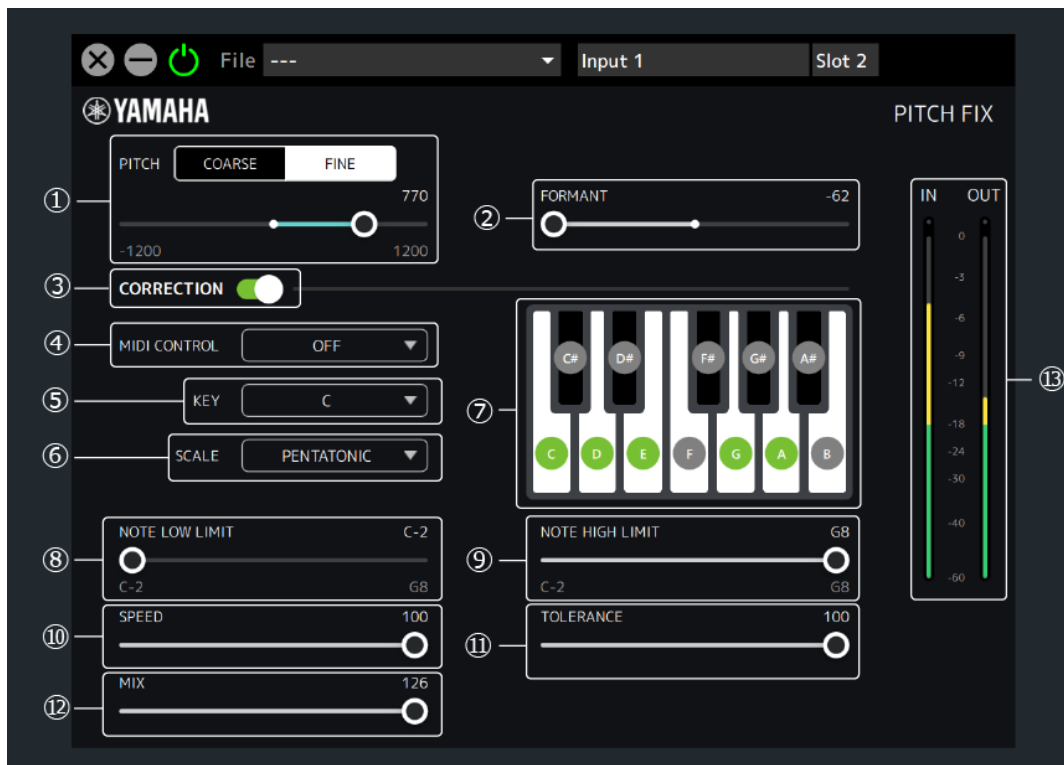 File --- Input 1 Slot 2
YAMAHA
PITCH FIX
PITCH COARSE FINE
① 770
-1200 1200
② FORMANT -62
③ CORRECTION
④ MIDI CONTROL OFF
⑤ KEY C
⑥ SCALE PENTATONIC
⑦
C# D# F# G# A#
C D E F G A B
⑧ NOTE LOW LIMIT C-2
C-2 G8
⑨ NOTE HIGH LIMIT G8
C-2 G8
⑩ SPEED 100
⑪ TOLERANCE 100
⑫ MIX 126
IN OUT
0
-3
-6
-9
-12
⑬
-18
-24
-30
-40
-60